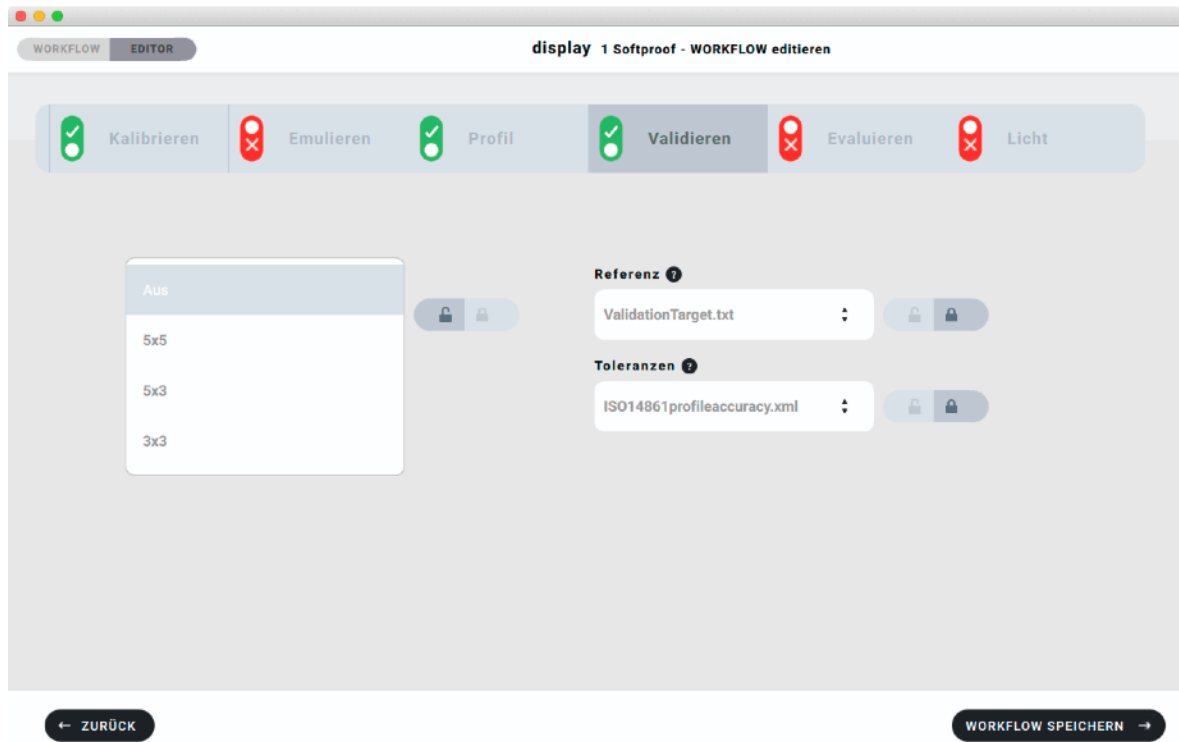 WORKFLOW EDITOR
display 1 Softproof - WORKFLOW editieren
Kalibrieren Emulieren Profil Validieren Evaluieren Licht
Aus
5x5
5x3
3x3
Referenz ?
ValidationTarget.txt
Toleranzen ?
ISO14861profileaccuracy.xml
← ZURÜCK
WORKFLOW SPEICHERN →